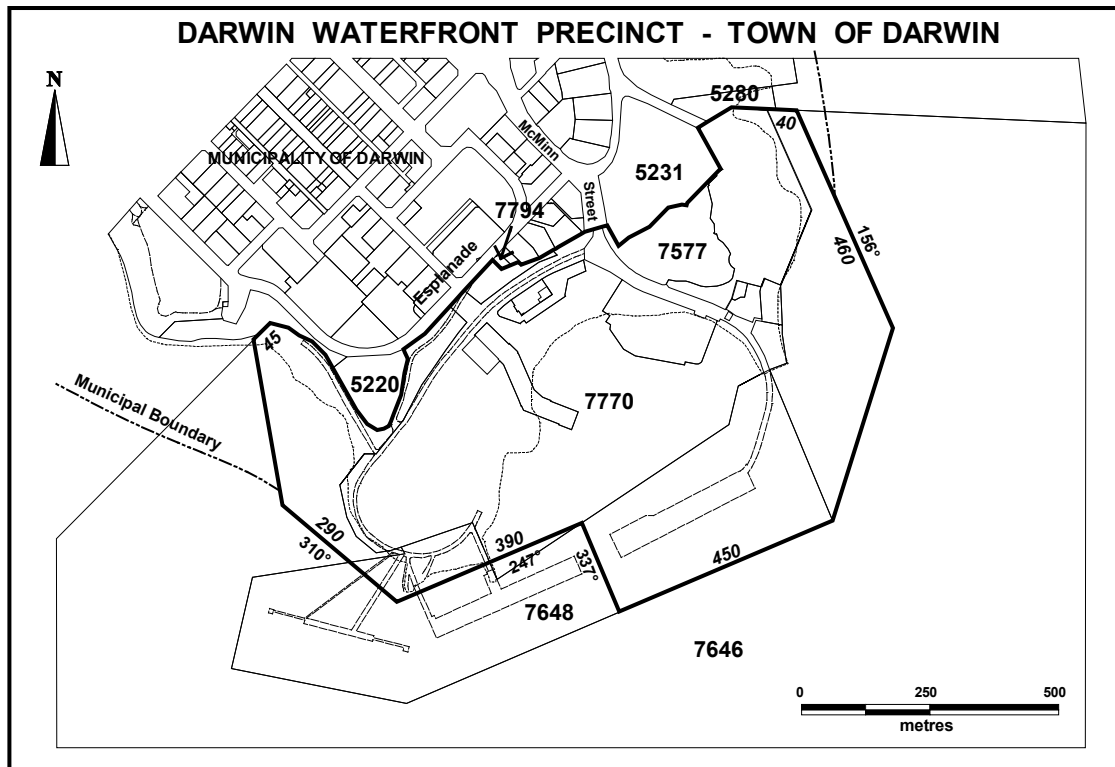 DARWIN WATERFRONT PRECINCT - TOWN OF DARWIN
N
5280
40
McMinn
MUNICIPALITY OF DARWIN
5231
Street
7794
156°
460
7577
Esplanade
45
5220
Municipal Boundary
7770
290
310°
390
247°
337°
450
7648
7646
0 250 500
metres